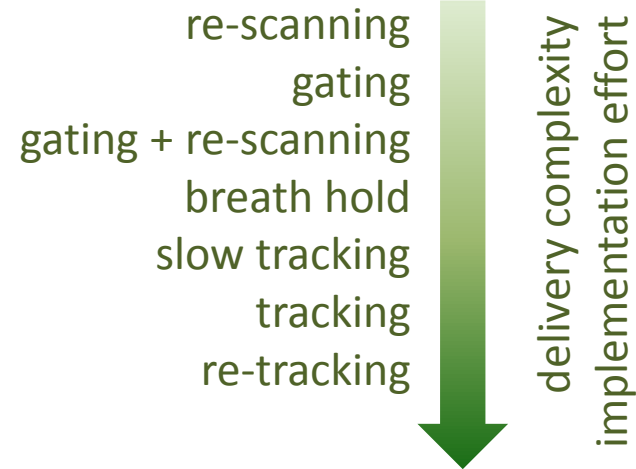 re-scanning
gating
gating + re-scanning
breath hold
slow tracking
tracking
re-tracking
delivery complexity
implementation effort